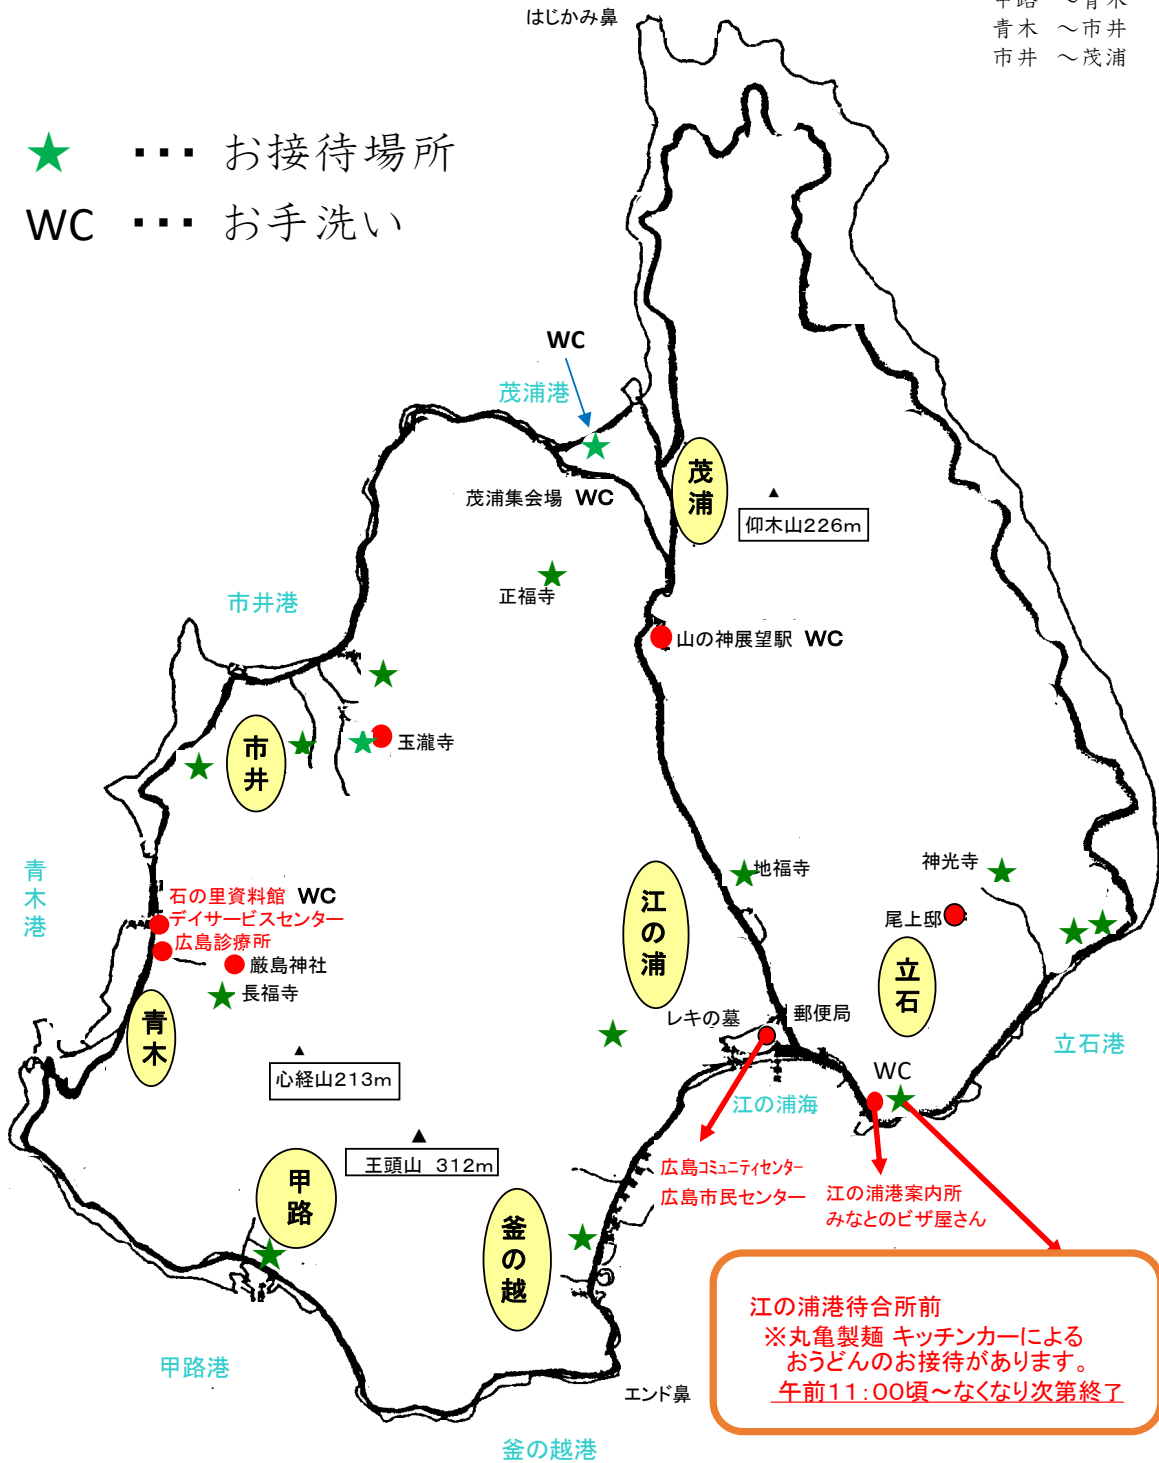 はじかみ鼻
甲路 ～青木
青木 ～市井
市井 ～茂浦
★ ・・・ お接待場所
WC ・・・ お手洗い
WC
茂浦港
茂浦
茂浦集会場 WC
仰木山226m
正福寺
市井港
山の神展望駅 WC
市井
玉瀧寺
青木港
石の里資料館 WC
デイサービスセンター
広島診療所
厳島神社
長福寺
青木
江の浦
地福寺
神光寺
尾上邸
立石
レキの墓
郵便局
立石港
心経山213m
WC
江の浦海
王頭山 312m
甲路
釜の越
広島コミュニティセンター
広島市民センター
江の浦港案内所
みなとのビザ屋さん
江の浦港待合所前
※丸亀製麺 キッチンカーによる
おうどんのお接待があります。
午前11:00頃～なくなり次第終了
甲路港
エンド鼻
釜の越港